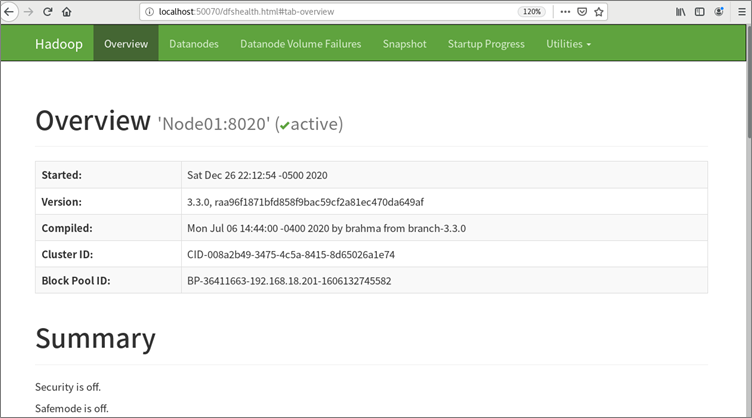 localhost:50070/dfshealth.html#tab-overview 120%
Hadoop Overview Datanodes Datanode Volume Failures Snapshot Startup Progress Utilities
Overview 'Node01:8020' (✔active)
Started: Sat Dec 26 22:12:54 -0500 2020
Version: 3.3.0, raa96f1871bfd858f9bac59cf2a81ec470da649af
Compiled: Mon Jul 06 14:44:00 -0400 2020 by brahma from branch-3.3.0
Cluster ID: CID-008a2b49-3475-4c5a-8415-8d65026a1e74
Block Pool ID: BP-36411663-192.168.18.201-1606132745582
Summary
Security is off.
Safemode is off.